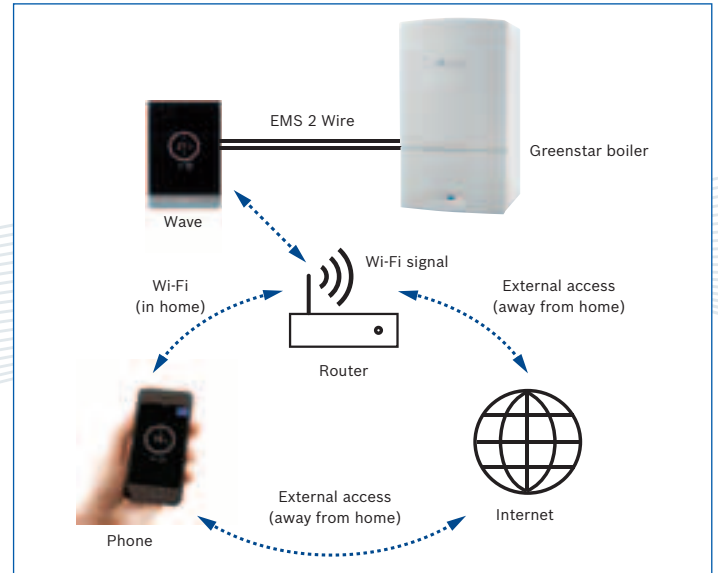 EMS 2 Wire
Greenstar boiler
Wave
Wi-Fi signal
Wi-Fi
(in home)
External access
(away from home)
Router
External access
(away from home)
Internet
Phone